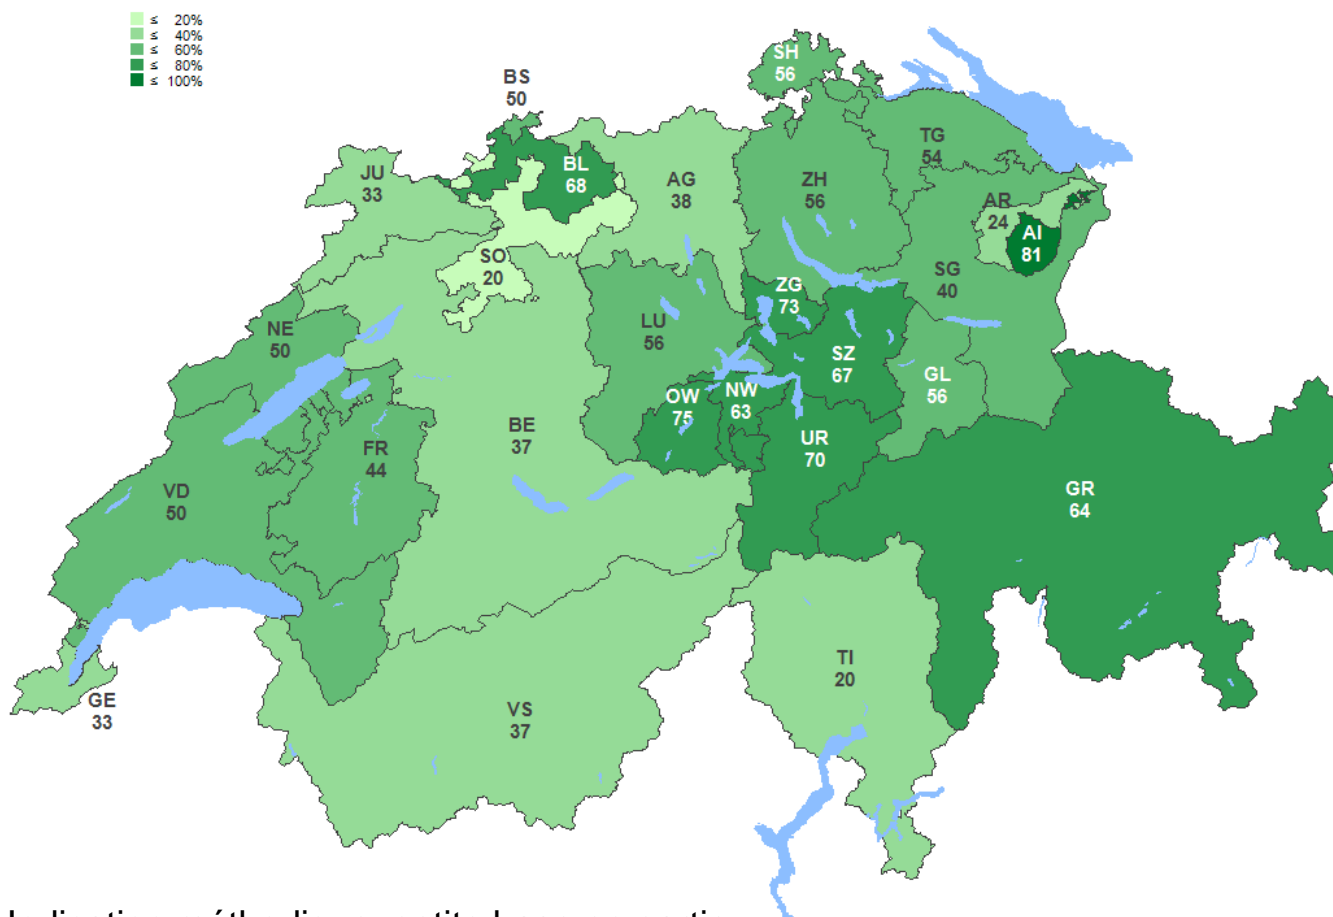 ≤ 20%
≤ 40%
≤ 60%
≤ 80%
≤ 100%
SH
56
BS
50
TG
54
BL
68
JU
33
AG
38
ZH
56
AR
24
AI
81
SO
20
SG
40
ZG
73
LU
56
NE
50
SZ
67
GL
56
OW
75
NW
63
BE
37
UR
70
FR
44
VD
50
GR
64
TI
20
GE
33
VS
37